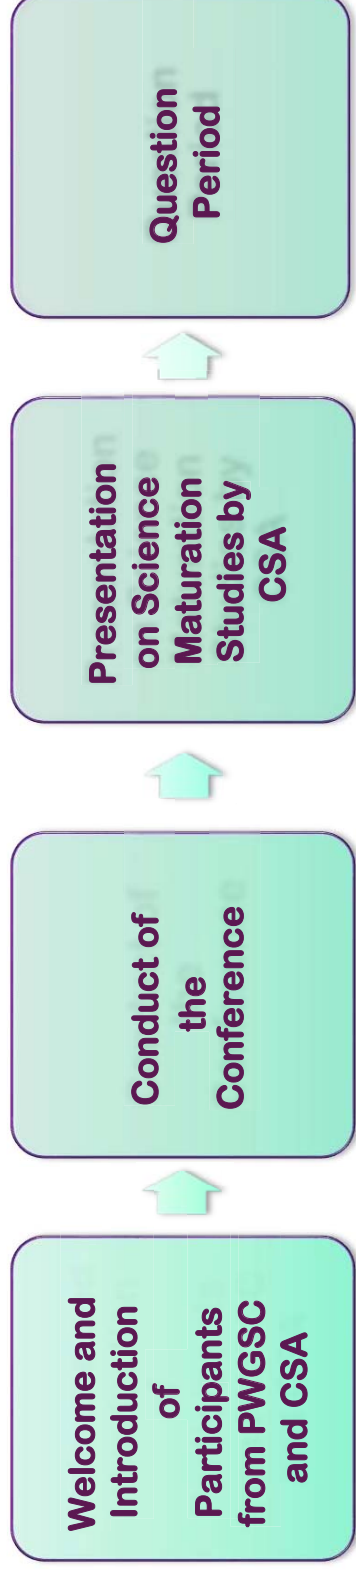 Welcome and
Introduction
of
Participants
from PWGSC
and CSA
Conduct of
the
Conference
Presentation
on Science
Maturation
Studies by
CSA
Question
Period